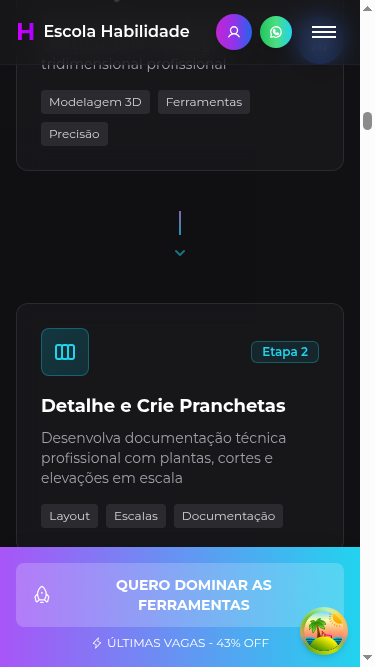 H Escola Habilidade
tridimensional profissional
Modelagem 3D Ferramentas
Precisão
Etapa 2
Detalhe e Crie Pranchetas
Desenvolva documentação técnica
profissional com plantas, cortes e
elevações em escala
Layout Escalas Documentação
QUERO DOMINAR AS
FERRAMENTAS
ÚLTIMAS VAGAS - 43% OFF